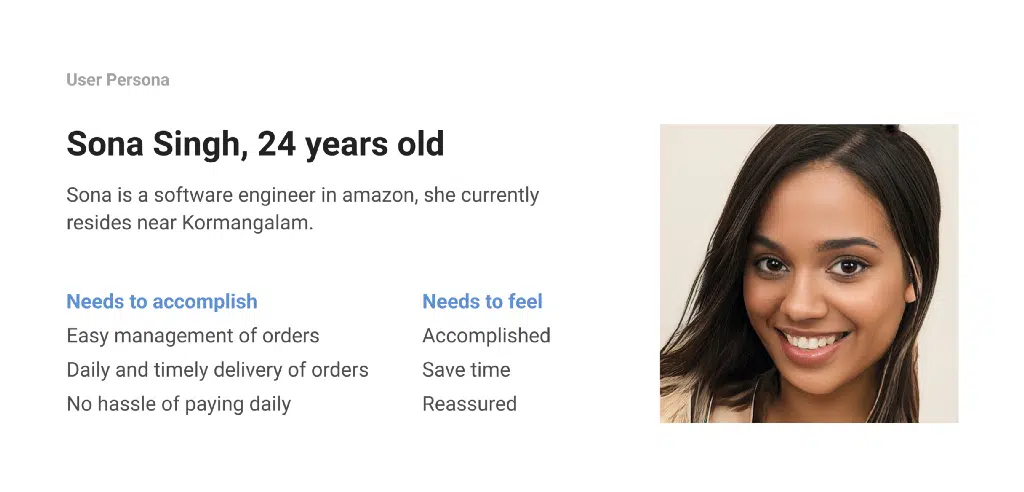 User Persona
Sona Singh, 24 years old
Sona is a software engineer in amazon, she currently
resides near Kormangalam.
Needs to accomplish
Easy management of orders
Daily and timely delivery of orders
No hassle of paying daily
Needs to feel
Accomplished
Save time
Reassured